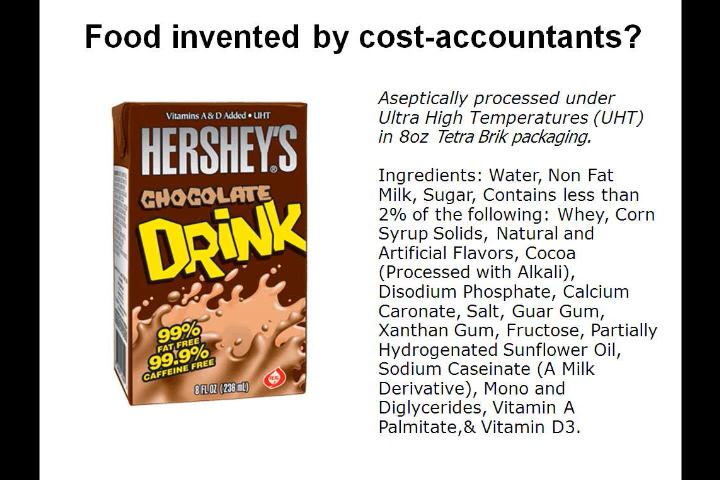 Food invented by cost-accountants?
Vitamins A & D Added • UHT
HERSHEY'S
®
CHOCOLATE
DRINK
99%
FAT FREE
99.9%
CAFFEINE FREE
8 FL OZ (236 mL)
Aseptically processed under
Ultra High Temperatures (UHT)
in 8oz Tetra Brik packaging.
Ingredients: Water, Non Fat
Milk, Sugar, Contains less than
2% of the following: Whey, Corn
Syrup Solids, Natural and
Artificial Flavors, Cocoa
(Processed with Alkali),
Disodium Phosphate, Calcium
Caronate, Salt, Guar Gum,
Xanthan Gum, Fructose, Partially
Hydrogenated Sunflower Oil,
Sodium Caseinate (A Milk
Derivative), Mono and
Diglycerides, Vitamin A
Palmitate,& Vitamin D3.